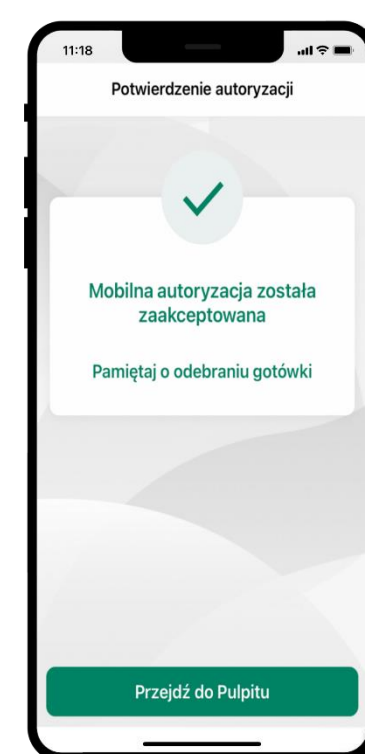 11:18
Potwierdzenie autoryzacji
Mobilna autoryzacja została
zaakceptowana
Pamiętaj o odebraniu gotówki
Przejdź do Pulpitu